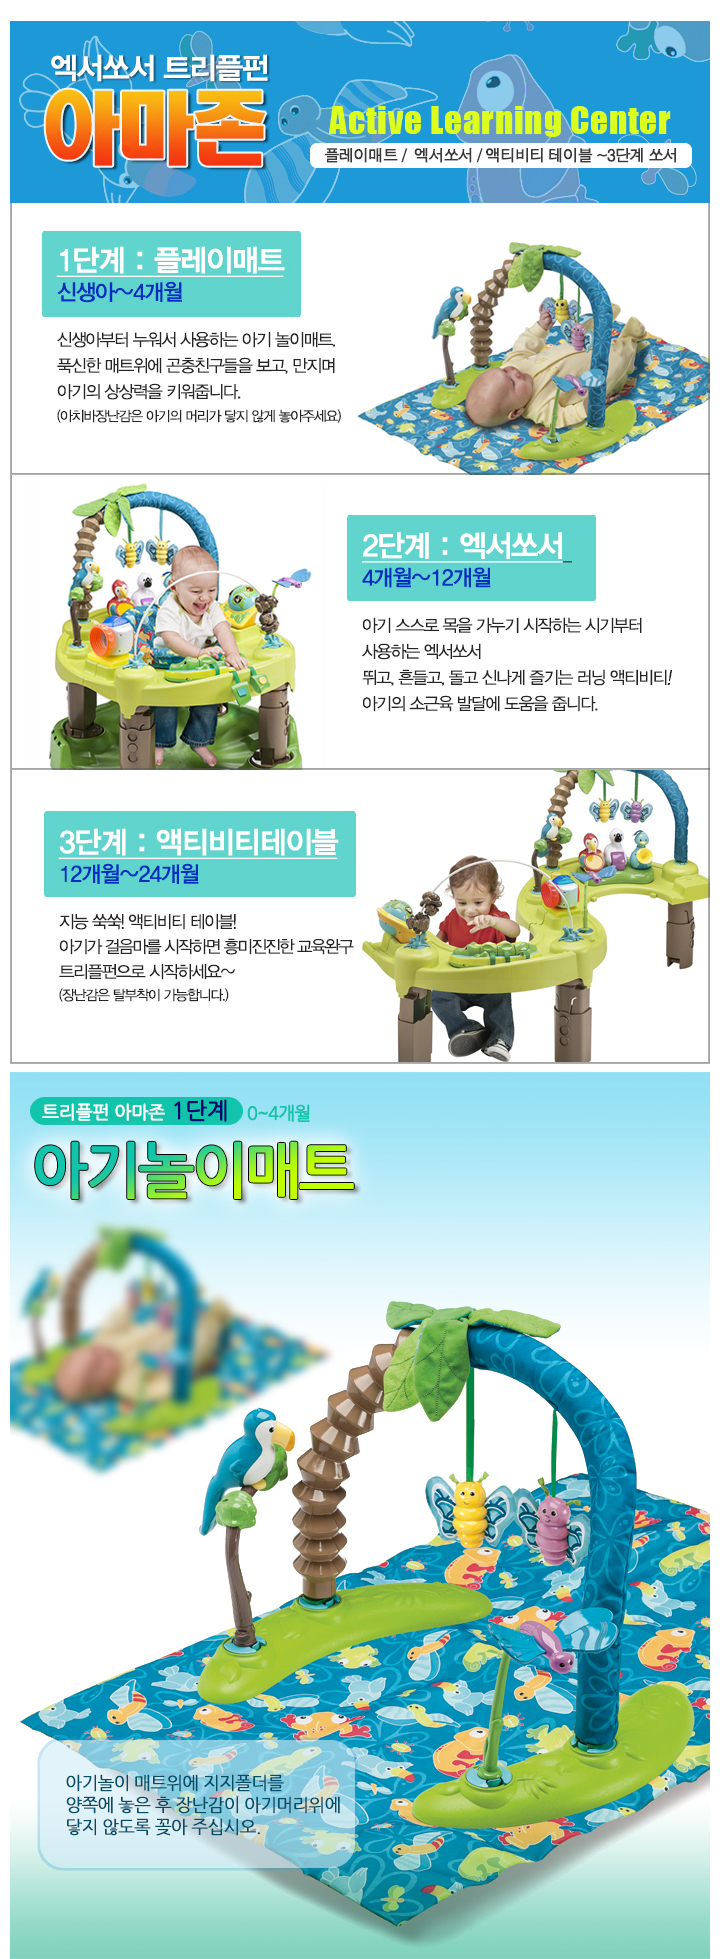 엑서쏘서 트리플펀
아마존
Active Learning Center
플레이매트 / 엑서쏘서 / 액티비티 테이블 ~3단계 쏘서
1단계 : 플레이매트
신생아~4개월
신생아부터 누워서 사용하는 아기 놀이매트,
푹신한 매트위에 곤충친구들을 보고, 만지며
아기의 상상력을 키워줍니다.
(아치바장난감은 아기의 머리가 닿지 않게 놓아주세요)
2단계 : 엑서쏘서
4개월~12개월
아기 스스로 목을 가누기 시작하는 시기부터
사용하는 엑서쏘서
뛰고, 흔들고, 돌고 신나게 즐기는 러닝 액티비티!
아기의 소근육 발달에 도움을 줍니다.
3단계 : 액티비티테이블
12개월~24개월
지능 쑥쑥! 액티비티 테이블!
아기가 걸음마를 시작하면 흥미진진한 교육완구
트리플펀으로 시작하세요~
(장난감은 탈부착이 가능합니다.)
트리플펀 아마존 1단계 0~4개월
아기놀이매트
아기놀이 매트위에 지지폴더를
양쪽에 놓은 후 장난감이 아기머리위에
닿지 않도록 꽂아 주십시오.